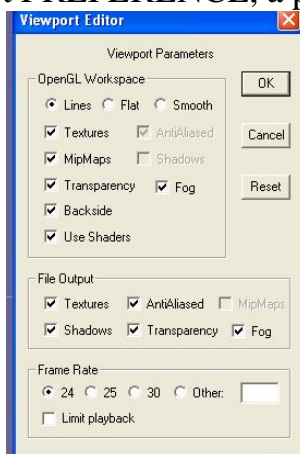 t PREFERENCE, a p
Viewport Editor
Viewport Parameters
OpenGL Workspace
OK
Lines Flat Smooth
Textures AntiAliased
Cancel
MipMaps Shadows
Transparency Fog
Reset
Backside
Use Shaders
File Output
Textures AntiAliased MipMaps
Shadows Transparency Fog
Frame Rate
24 25 30 Other:
Limit playback